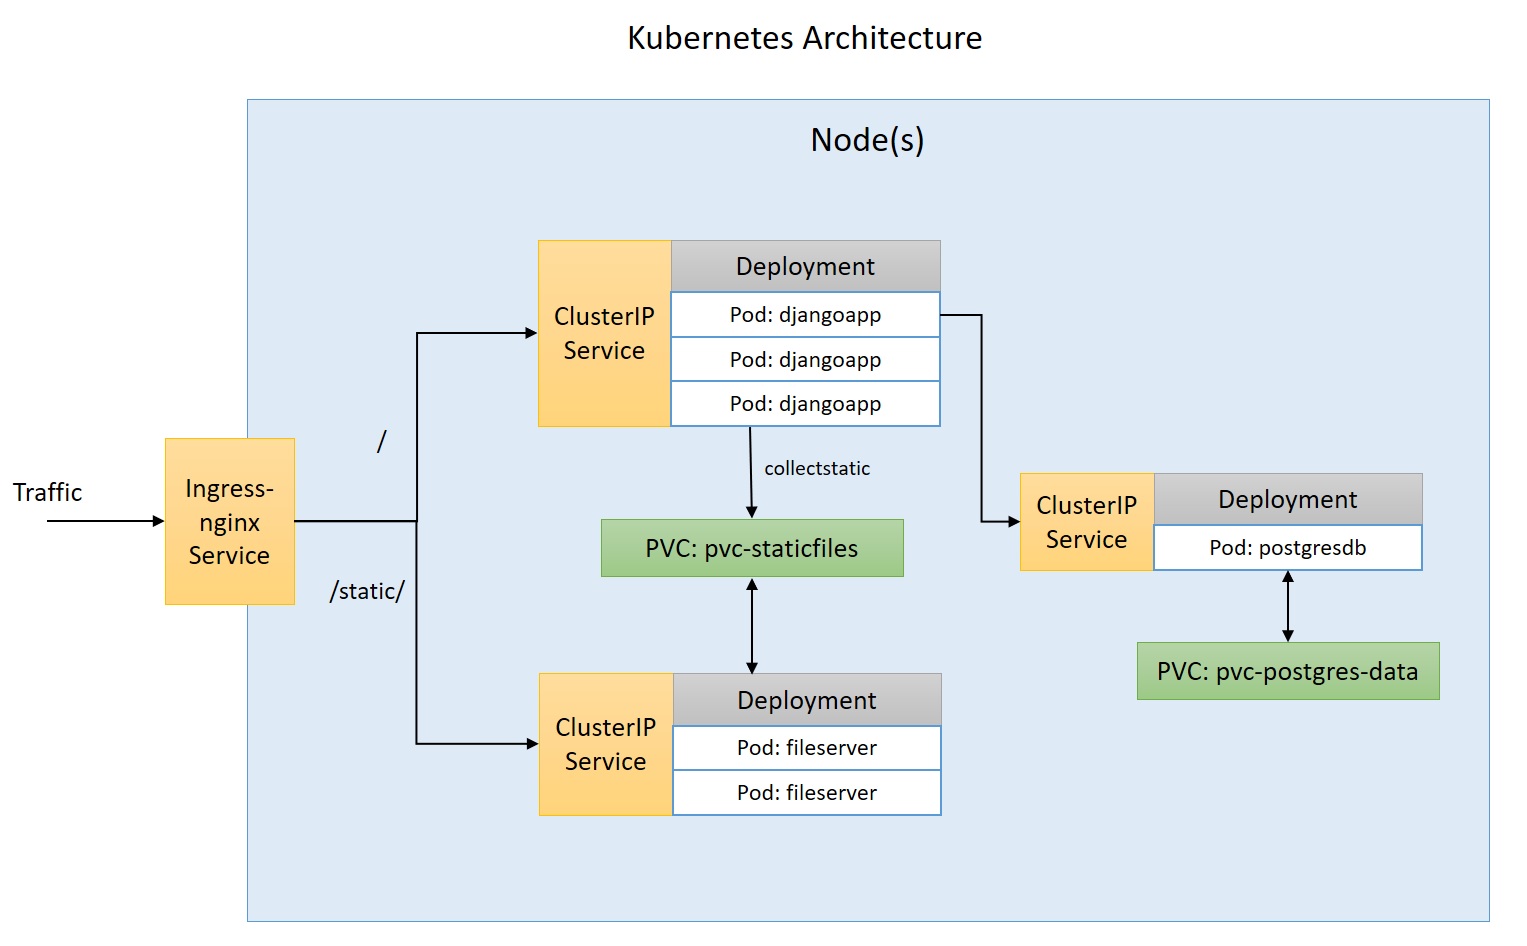 Kubernetes Architecture
Node(s)
Traffic
Ingress-
nginx
Service
/
/static/
ClusterIP
Service
Deployment
Pod: djangoapp
Pod: djangoapp
Pod: djangoapp
collectstatic
PVC: pvc-staticfiles
ClusterIP
Service
Deployment
Pod: fileserver
Pod: fileserver
ClusterIP
Service
Deployment
Pod: postgresdb
PVC: pvc-postgres-data